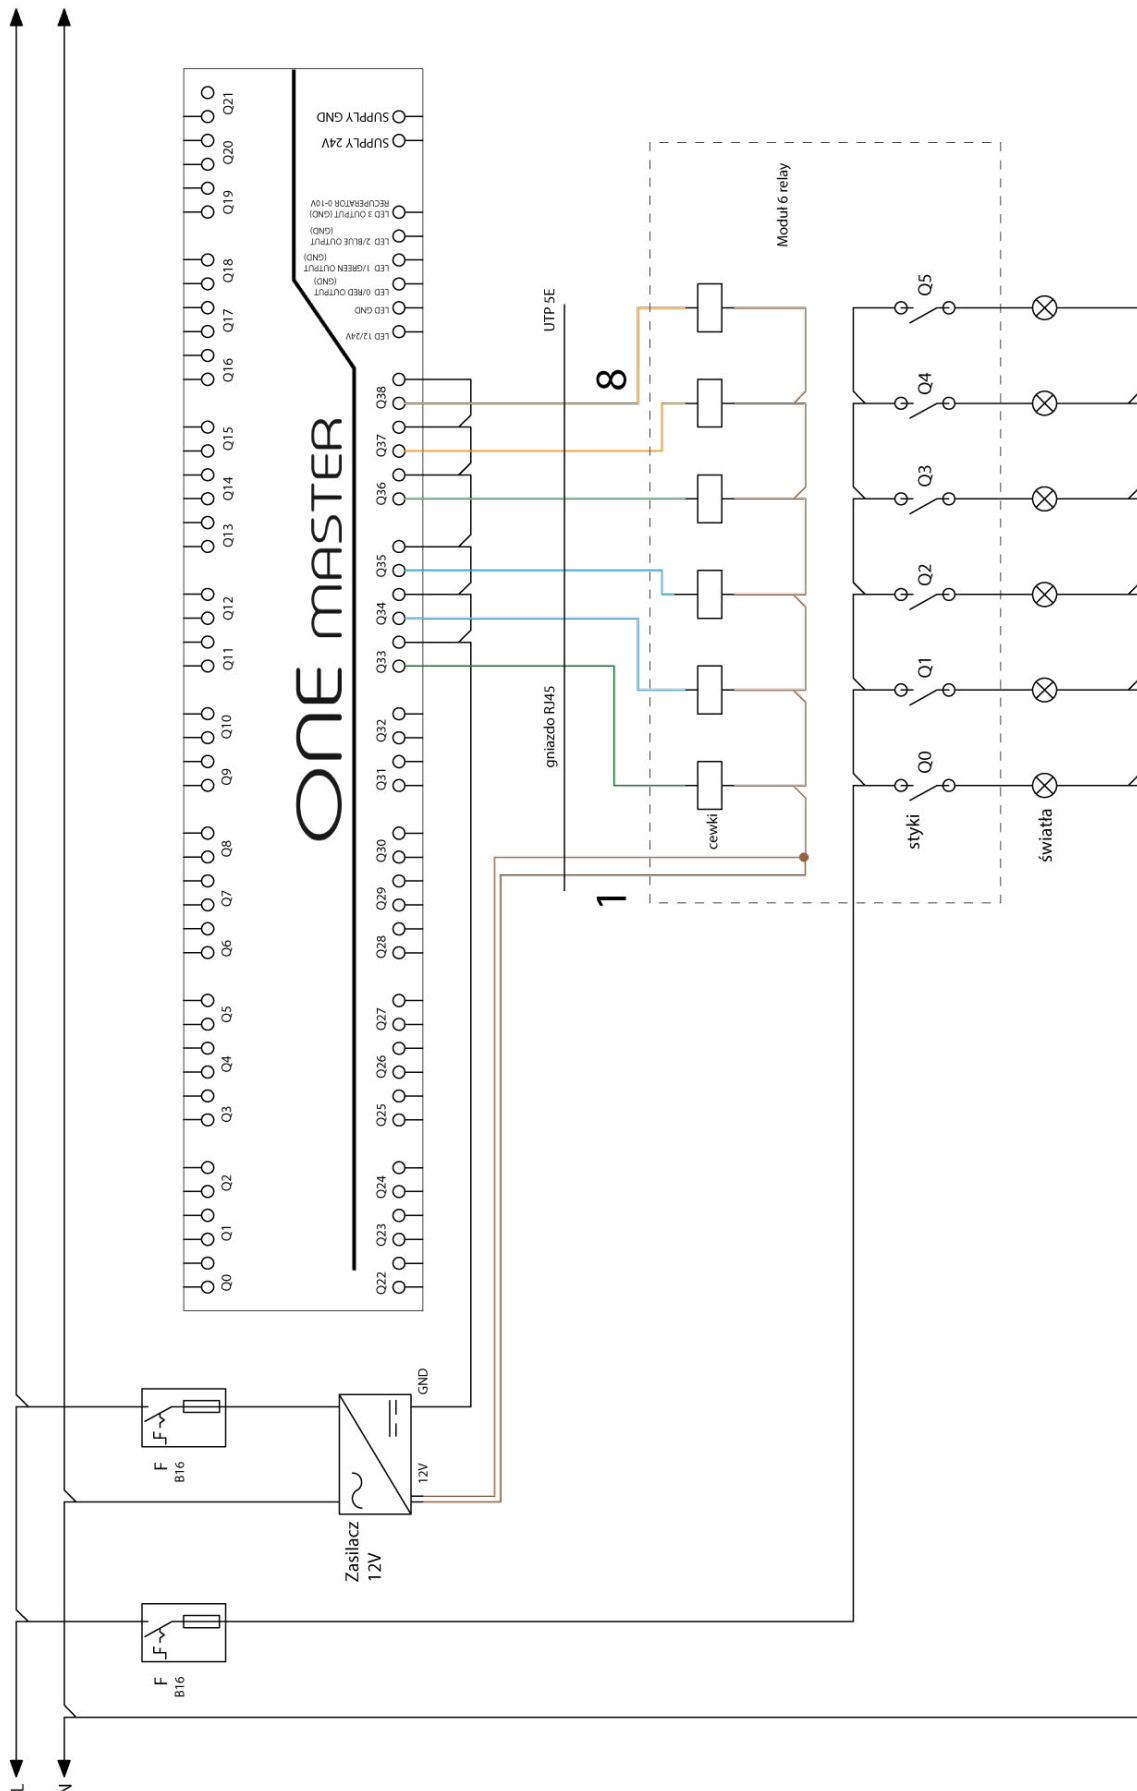 Q21
Q20
Q19
Q18
Q17
Q16
Q15
Q14
Q13
Q12
Q11
Q10
Q9
Q8
Q7
Q6
Q5
Q4
Q3
Q2
Q1
Q0
ONE MASTER
SUPPLY GND
SUPPLY 24V
LED 3 OUTPUT (GND)
RECUPERATOR 0-10V
LED 2/BLUE OUTPUT
(GND)
LED 1/GREEN OUTPUT
(GND)
LED 0/RED OUTPUT
(GND)
LED GND
LED 12/24V
Q38
Q37
Q36
Q35
Q34
Q33
Q32
Q31
Q30
Q29
Q28
Q27
Q26
Q25
Q24
Q23
Q22
UTP 5E
gniazdo RJ45
8
1
Moduł 6 relay
cewki
Q5
Q4
Q3
Q2
Q1
Q0
styki
światła
F
B16
GND
12V
Zasilacz
12V
F
B16
L
N